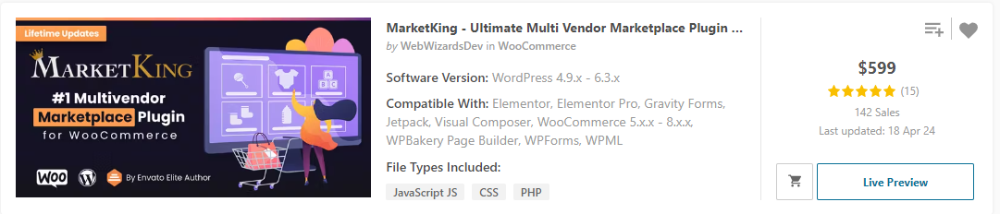 Lifetime Updates
MARKETKING
#1 Multivendor
Marketplace Plugin
for WooCommerce
WOO
By Envato Elite Author
A
B C
MarketKing - Ultimate Multi Vendor Marketplace Plugin ...
by WebWizardsDev in WooCommerce
Software Version: WordPress 4.9.x - 6.3.x
Compatible With: Elementor, Elementor Pro, Gravity Forms,
Jetpack, Visual Composer, WooCommerce 5.x.x - 8.x.x,
WPBakery Page Builder, WPForms, WPML
File Types Included:
JavaScript JS CSS PHP
$599
(15)
142 Sales
Last updated: 18 Apr 24
Live Preview